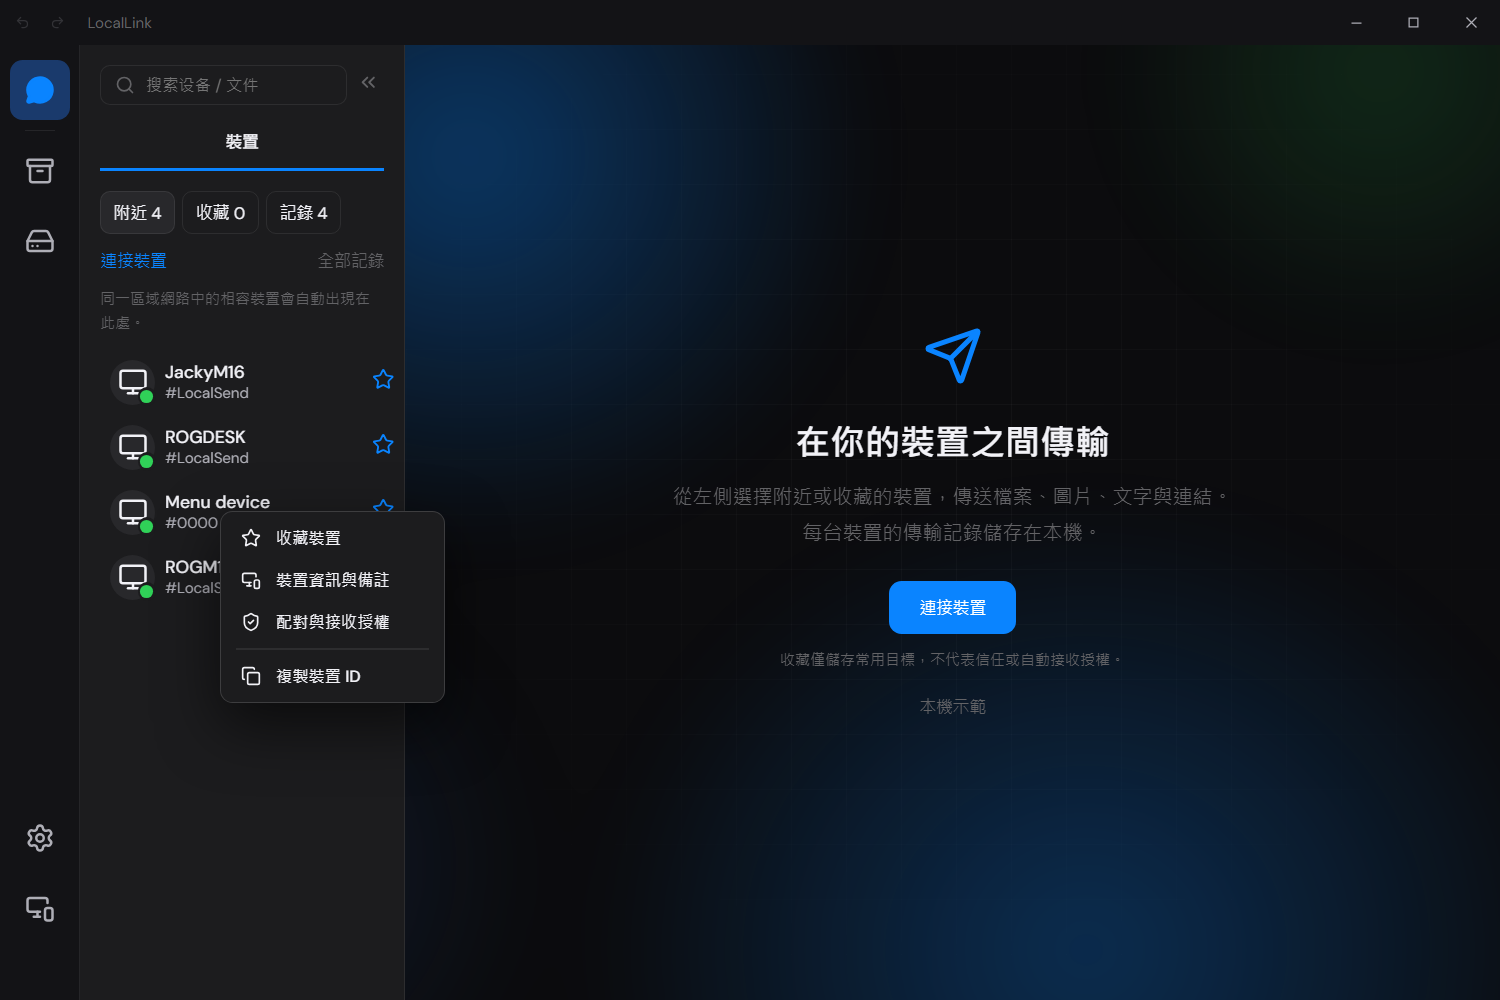 LocalLink
搜索设备 / 文件
裝置
附近 4
收藏 0
記錄 4
連接裝置
全部記錄
同一區域網路中的相容裝置會自動出現在
此處。
JackyM16
#LocalSend
ROGDESK
#LocalSend
Menu device
#0000
ROGM1
#LocalS
收藏裝置
裝置資訊與備註
配對與接收授權
複製裝置 ID
在你的裝置之間傳輸
從左側選擇附近或收藏的裝置，傳送檔案、圖片、文字與連結。
每台裝置的傳輸記錄儲存在本機。
連接裝置
收藏僅儲存常用目標，不代表信任或自動接收授權。
本機示範